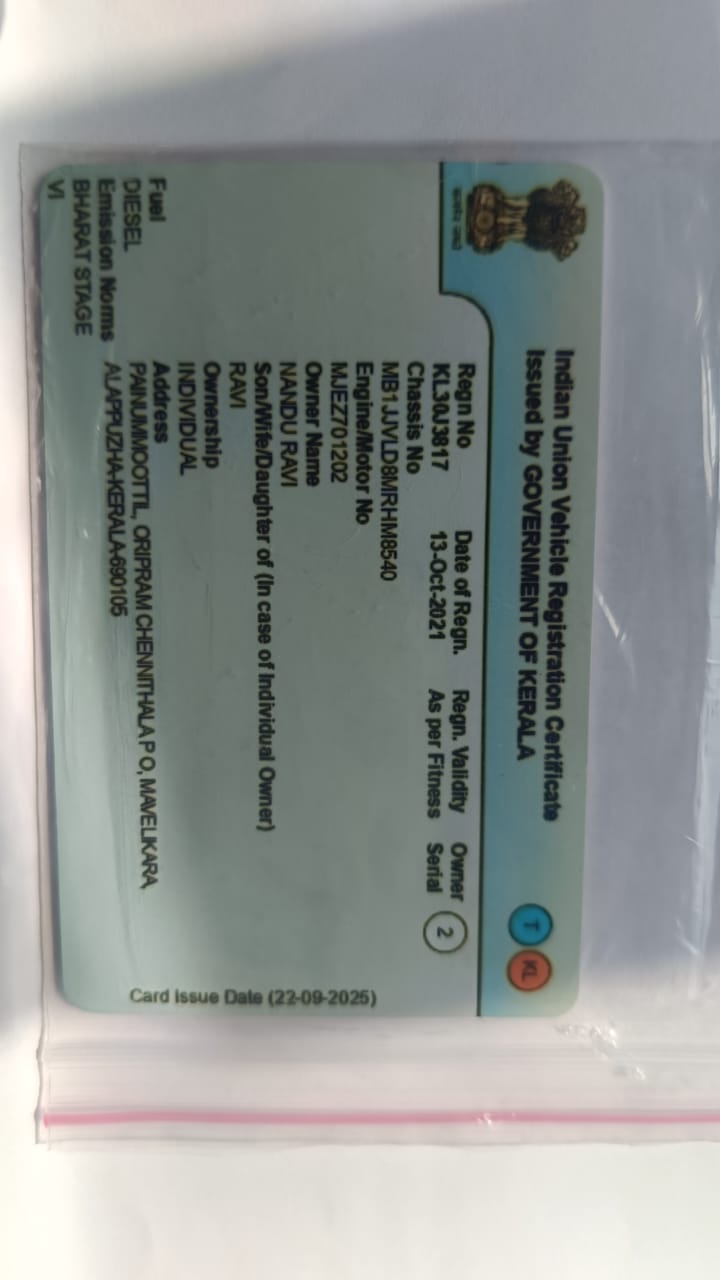 Indian Union Vehicle Registration Certificate
Issued by GOVERNMENT OF KERALA
T KL
Regn No Date of Regn. Regn. Validity Owner
KL30J3817 13-Oct-2021 As per Fitness Serial 2
Chassis No
MB1JJVLD8MRHM8540
Engine/Motor No
MJEZ701202
Owner Name
NANDU RAVI
Son/Wife/Daughter of (In case of Individual Owner)
RAVI
Ownership
INDIVIDUAL
Fuel
DIESEL
Emission Norms
BHARAT STAGE
VI
Address
PAINUMMOOTTIL, ORIPRAM CHENNITHALA P O, MAVELIKARA
ALAPPUZHA-KERALA-690105
Card Issue Date (22-09-2025)